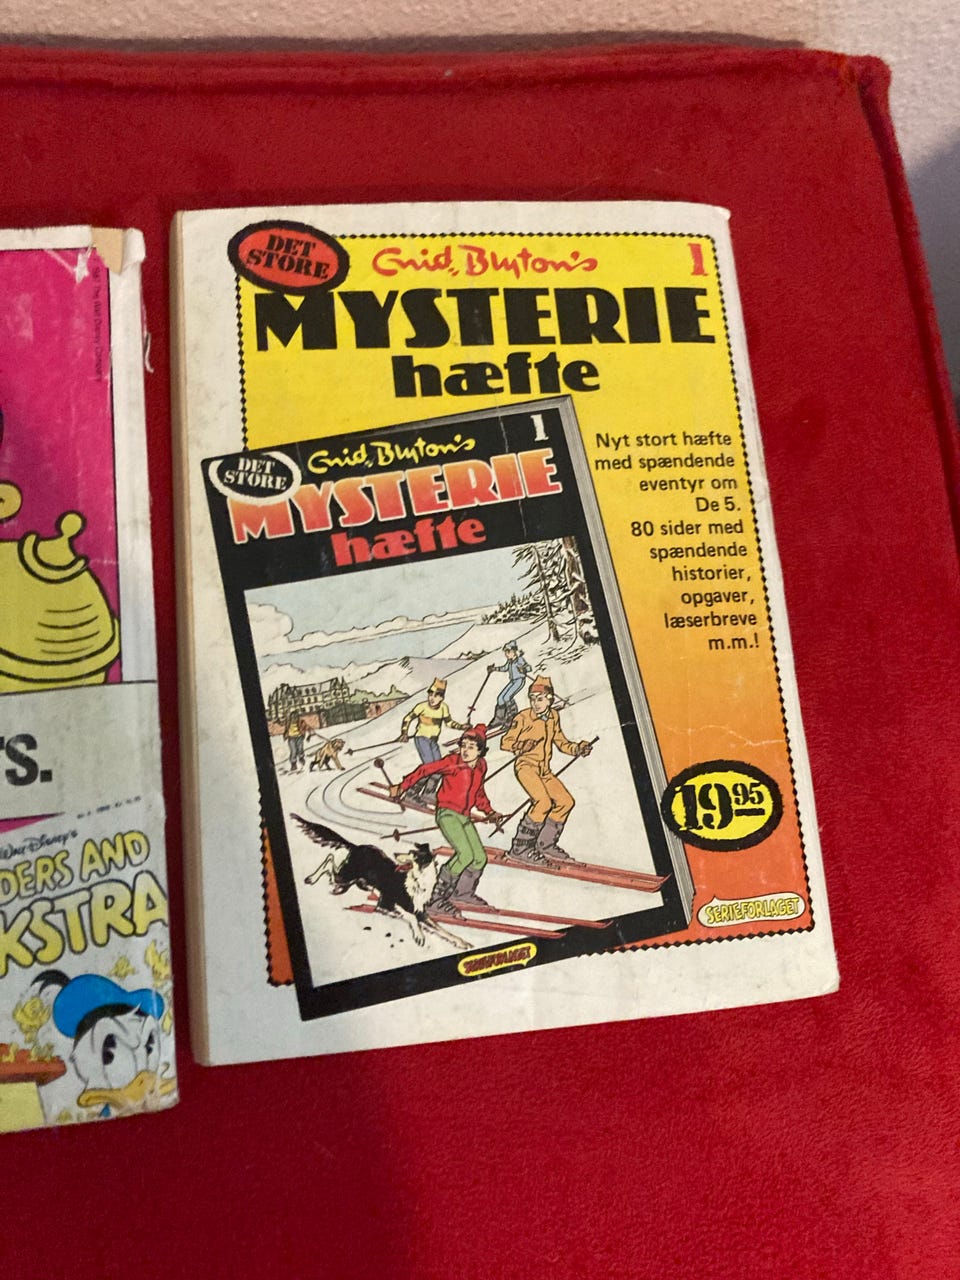 DET
STORE
Enid Blyton's
1
MYSTERIE
hæfte
DET
STORE
Enid Blyton's
1
MYSTERIE
hæfte
Nyt stort hæfte
med spændende
eventyr om
De 5.
80 sider med
spændende
historier,
opgaver,
læserbreve
m.m.!
19 95
SERIEFORLAGET
SERIEFORLAGET
TS.
WALT DISNEY'S
DERS AND
KSTRA